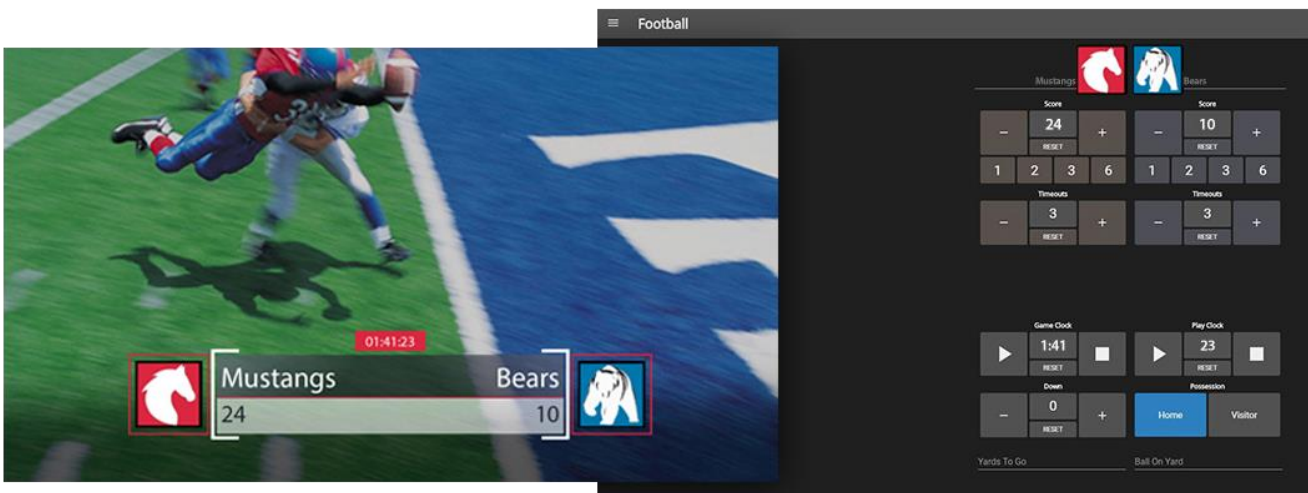 Football
01:41:23
Mustangs Bears
24 10
Mustangs Bears
Score Score
− 24 + − 10 +
RESET RESET
1 2 3 6 1 2 3 6
Timeouts Timeouts
− 3 + − 3 +
RESET RESET
Game Clock Play Clock
1:41 23
RESET RESET
Down Possession
− 0 + Home Visitor
RESET
Yards To Go Ball On Yard